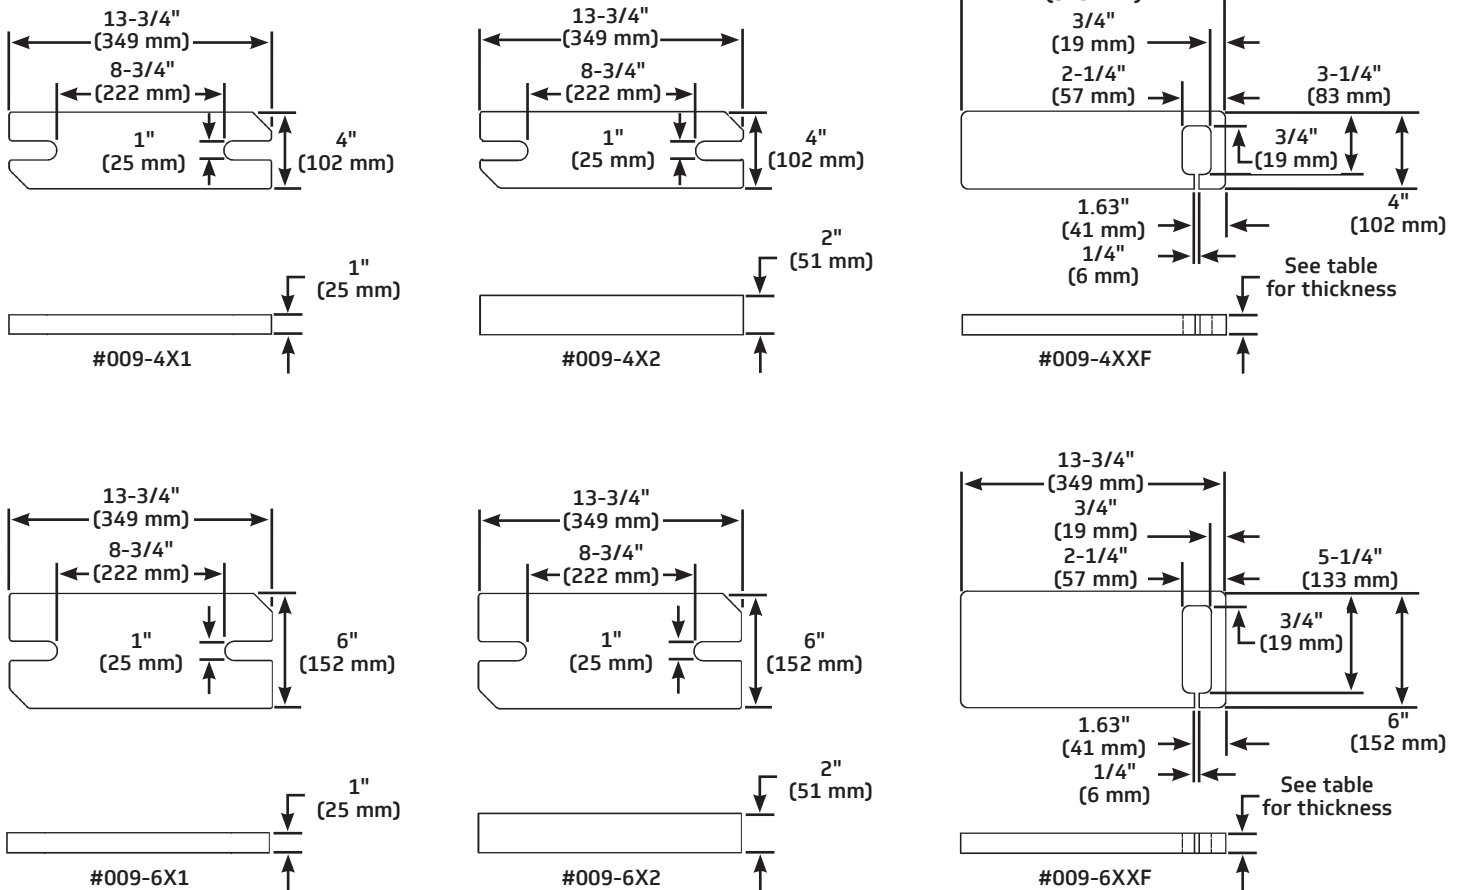 13-3/4"
(349 mm)
8-3/4"
(222 mm)
1"
(25 mm)
4"
(102 mm)
1"
(25 mm)
#009-4X1
13-3/4"
(349 mm)
8-3/4"
(222 mm)
1"
(25 mm)
4"
(102 mm)
2"
(51 mm)
#009-4X2
3/4"
(19 mm)
2-1/4"
(57 mm)
3-1/4"
(83 mm)
3/4"
(19 mm)
4"
(102 mm)
1.63"
(41 mm)
1/4"
(6 mm)
See table
for thickness
#009-4XXF
13-3/4"
(349 mm)
8-3/4"
(222 mm)
1"
(25 mm)
6"
(152 mm)
1"
(25 mm)
#009-6X1
13-3/4"
(349 mm)
8-3/4"
(222 mm)
1"
(25 mm)
6"
(152 mm)
2"
(51 mm)
#009-6X2
13-3/4"
(349 mm)
3/4"
(19 mm)
2-1/4"
(57 mm)
5-1/4"
(133 mm)
3/4"
(19 mm)
6"
(152 mm)
1.63"
(41 mm)
1/4"
(6 mm)
See table
for thickness
#009-6XXF